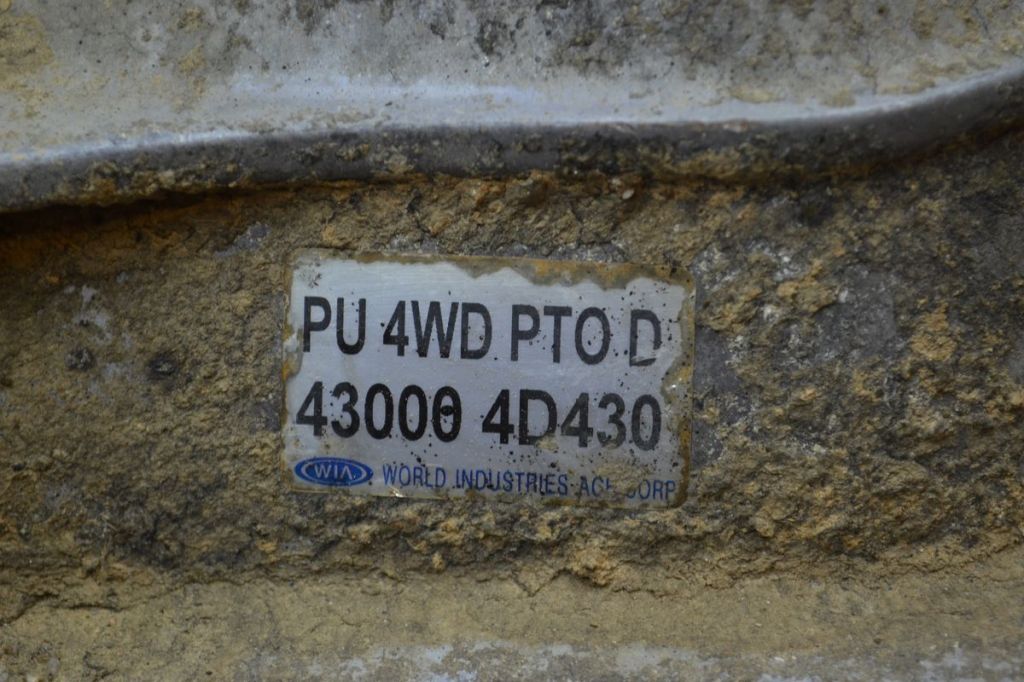 PU 4WD PTO D
43000 4D430
WIA WORLD INDUSTRIES ACE CORP